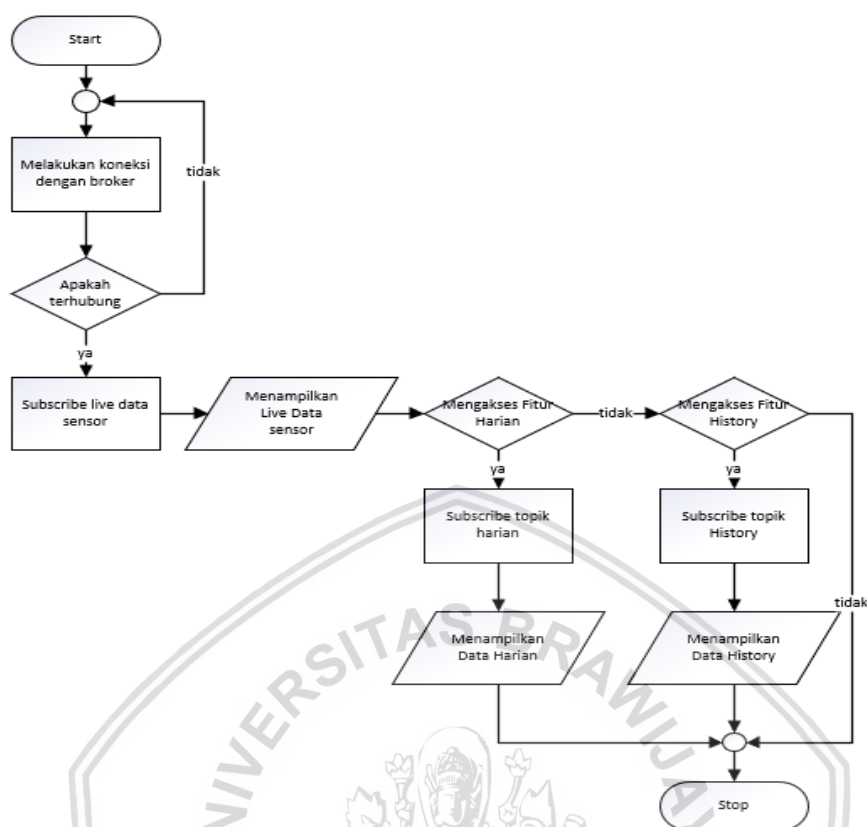 Start
Melakukan koneksi
dengan broker
tidak
Apakah
terhubung
ya
Subscribe live data
sensor
Menampilkan
Live Data
sensor
Mengakses Fitur
Harian
tidak
Mengakses Fitur
History
ya
ya
Subscribe topik
harian
Subscribe topik
History
tidak
Menampilkan
Data Harian
Menampilkan
Data History
Stop
UNIVERSITAS BRAWIJAYA